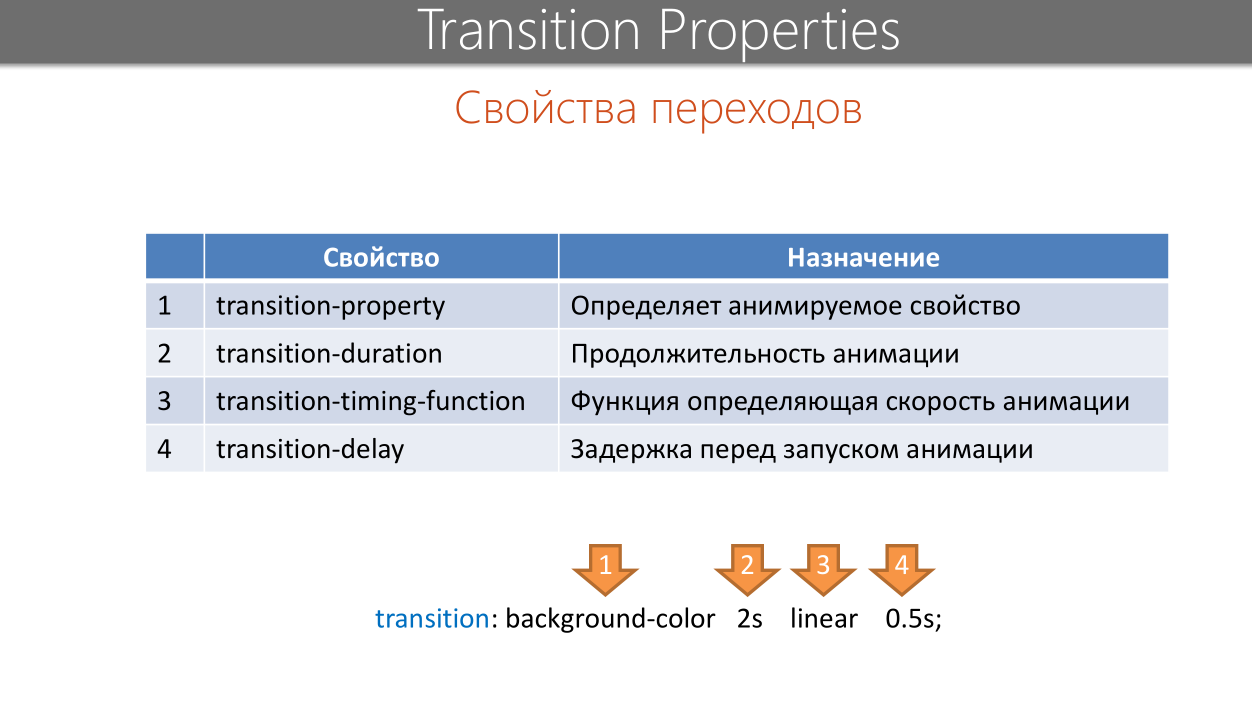 Transition Properties
Свойства переходов
Свойство Назначение
1 transition-property Определяет анимируемое свойство
2 transition-duration Продолжительность анимации
3 transition-timing-function Функция определяющая скорость анимации
4 transition-delay Задержка перед запуском анимации
1 2 3 4
transition: background-color 2s linear 0.5s;